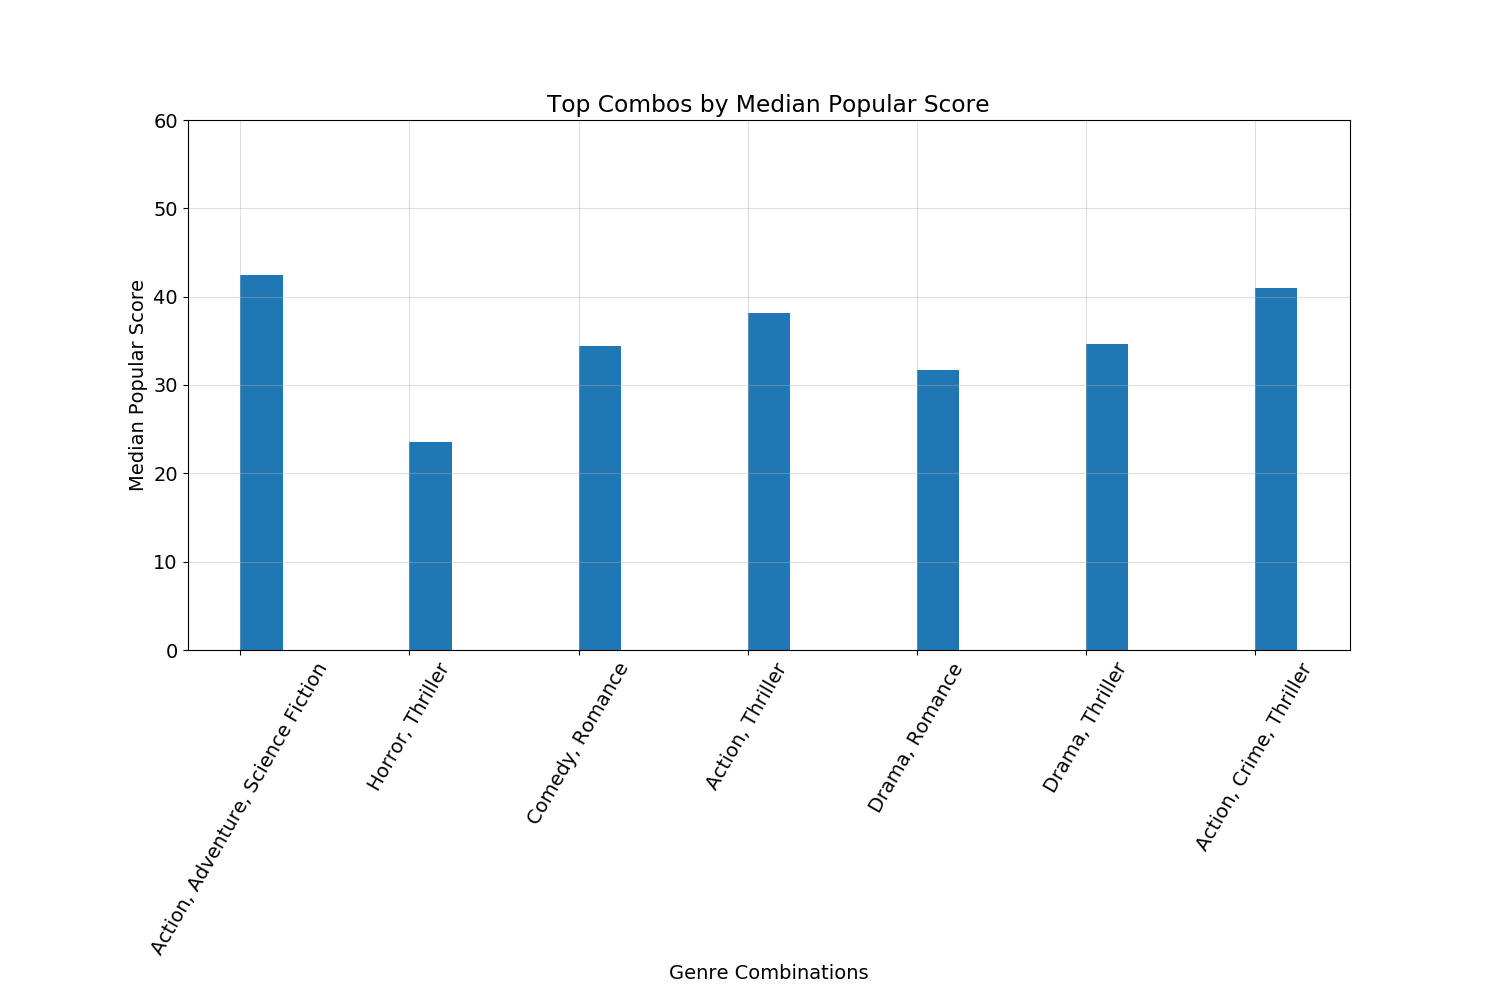 Top Combos by Median Popular Score
60
50
40
30
20
10
0
Median Popular Score
Action, Adventure, Science Fiction
Horror, Thriller
Comedy, Romance
Action, Thriller
Drama, Romance
Drama, Thriller
Action, Crime, Thriller
Genre Combinations